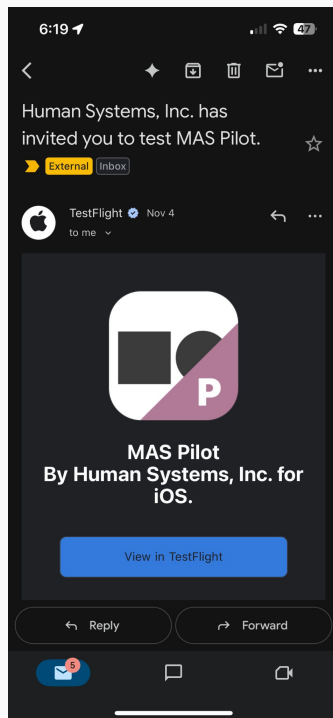 6:19
47
Human Systems, Inc. has
invited you to test MAS Pilot.
External Inbox
TestFlight Nov 4
to me
P
MAS Pilot
By Human Systems, Inc. for
iOS.
View in TestFlight
Reply
Forward
5